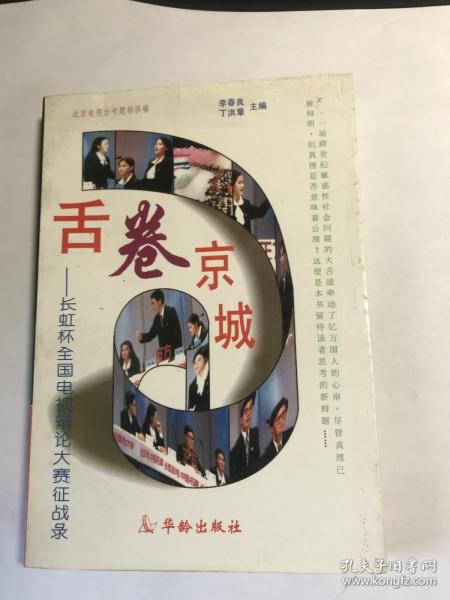 北京电视台专题部供稿
李春良
丁洪章 主编
一场跨世纪敏感性社会问题的大舌战牵动了亿万国人的心扉。尽管真理已
被辩明，但真理是否意味着公理？这便是本书留待读者思考的新辩题……
舌卷京城
——长虹杯全国电视辩论大赛征战录
华龄出版社
孔夫子旧书网
www.kongfz.com